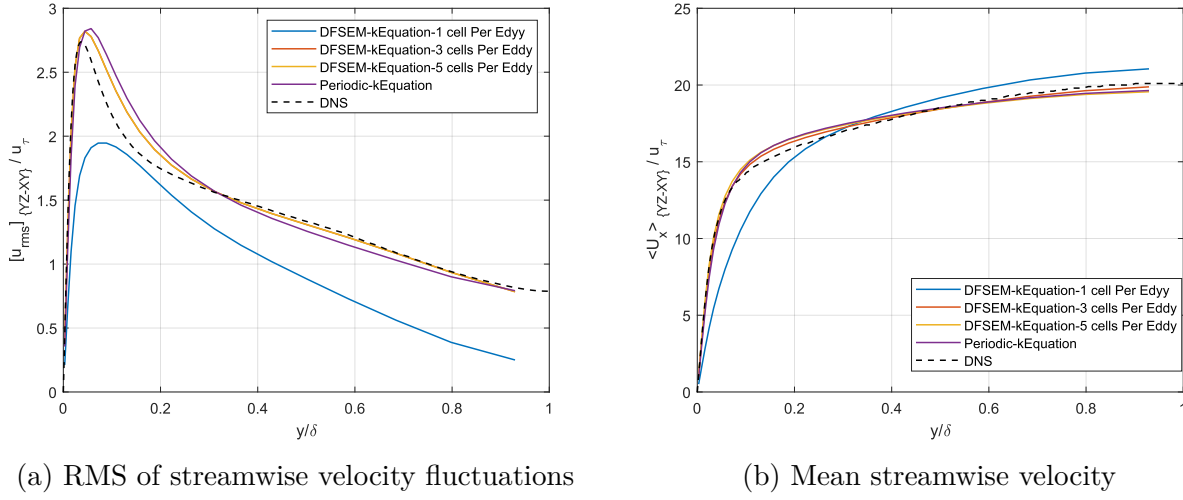 3
2.5
2
1.5
1
0.5
0
0
0.2
0.4
0.6
0.8
1
[u_rms] _{YZ-XY} / u_τ
y/δ
DFSEM-kEquation-1 cell Per Edyy
DFSEM-kEquation-3 cells Per Eddy
DFSEM-kEquation-5 cells Per Eddy
Periodic-kEquation
DNS
(a) RMS of streamwise velocity fluctuations
25
20
15
10
5
0
0
0.2
0.4
0.6
0.8
1
<U_x> _{YZ-XY} / u_τ
y/δ
DFSEM-kEquation-1 cell Per Edyy
DFSEM-kEquation-3 cells Per Eddy
DFSEM-kEquation-5 cells Per Eddy
Periodic-kEquation
DNS
(b) Mean streamwise velocity